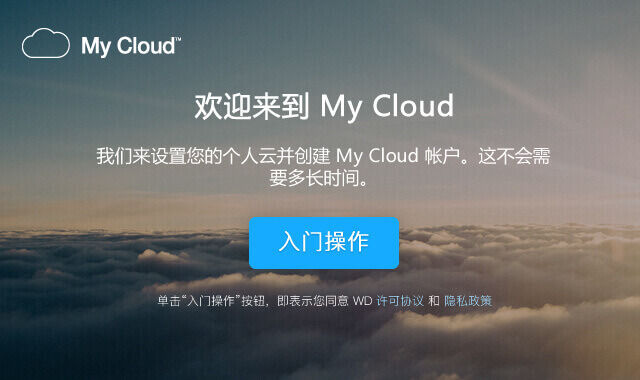 My Cloud™
欢迎来到 My Cloud
我们来设置您的个人云并创建 My Cloud 帐户。这不会需
要多长时间。
入门操作
单击“入门操作”按钮，即表示您同意 WD 许可协议 和 隐私政策